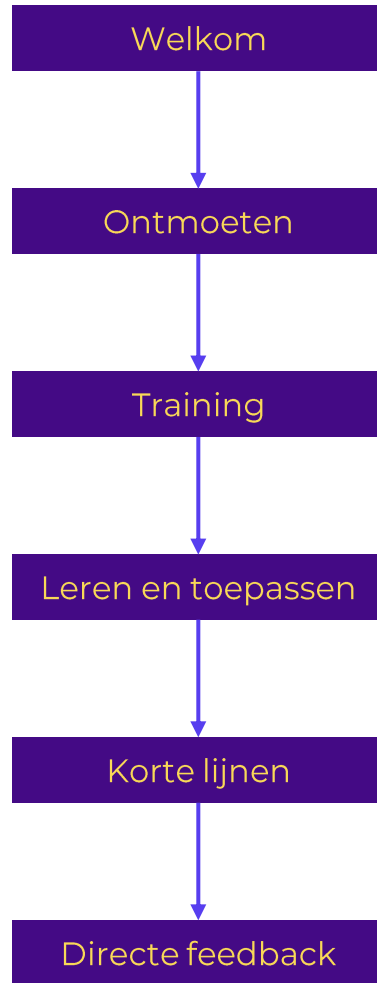 Welkom
Ontmoeten
Training
Leren en toepassen
Korte lijnen
Directe feedback